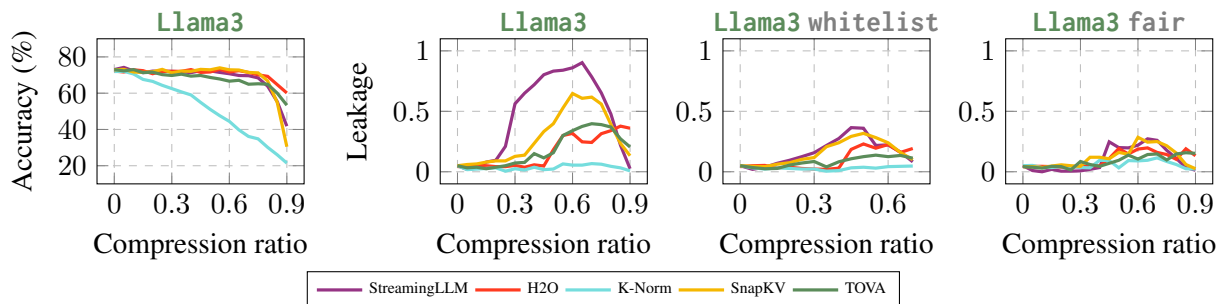 Llama3
Llama3
Llama3 whitelist
Llama3 fair
Accuracy (%)
80
60
40
20
0 0.3 0.6 0.9
Compression ratio
Leakage
1
0.5
0
0 0.3 0.6 0.9
Compression ratio
1
0.5
0
0 0.3 0.6
Compression ratio
1
0.5
0
0 0.3 0.6 0.9
Compression ratio
StreamingLLM H2O K-Norm SnapKV TOVA